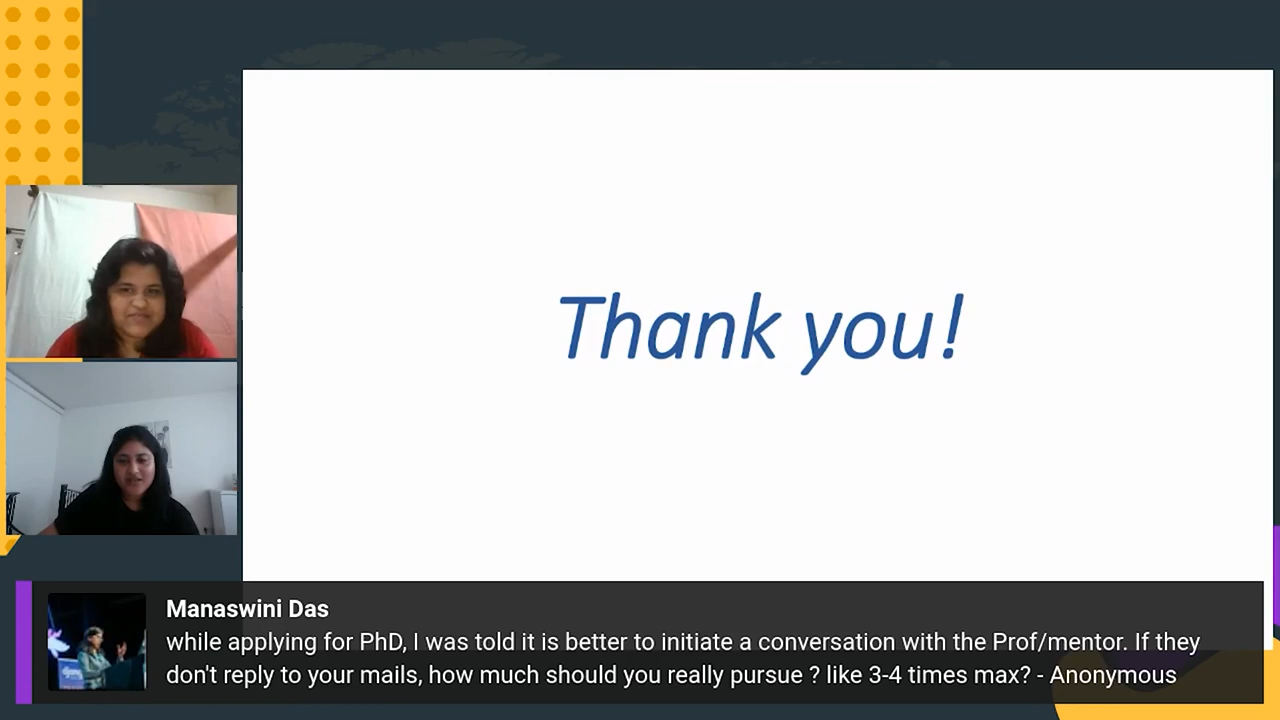 Thank you!
Manaswini Das
while applying for PhD, I was told it is better to initiate a conversation with the Prof/mentor. If they
don't reply to your mails, how much should you really pursue ? like 3-4 times max? - Anonymous